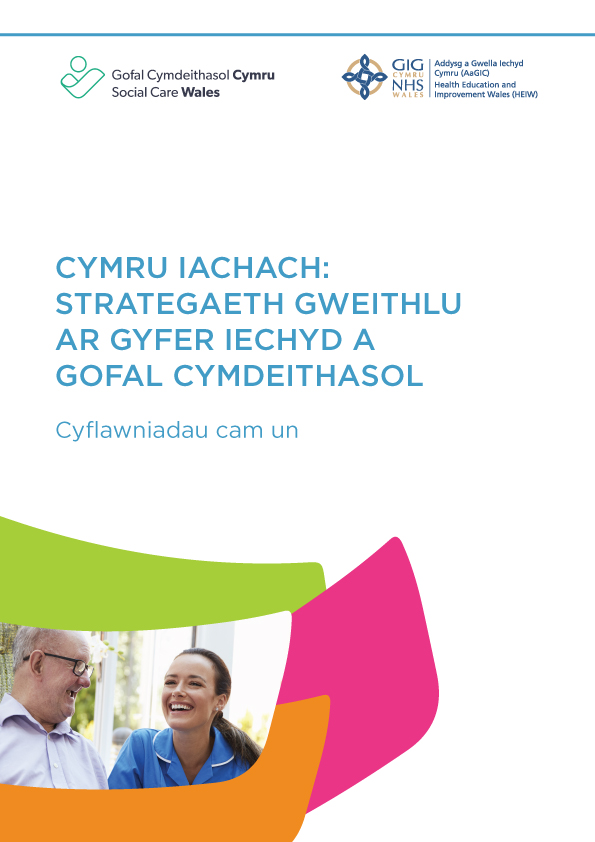 Gofal Cymdeithasol Cymru
Social Care Wales
GIG
CYMRU
NHS
WALES
Addysg a Gwella Iechyd
Cymru (AaGIC)
Health Education and
Improvement Wales (HEIW)
CYMRU IACHACH:
STRATEGAETH GWEITHLU
AR GYFER IECHYD A
GOFAL CYMDEITHASOL
Cyflawniadau cam un